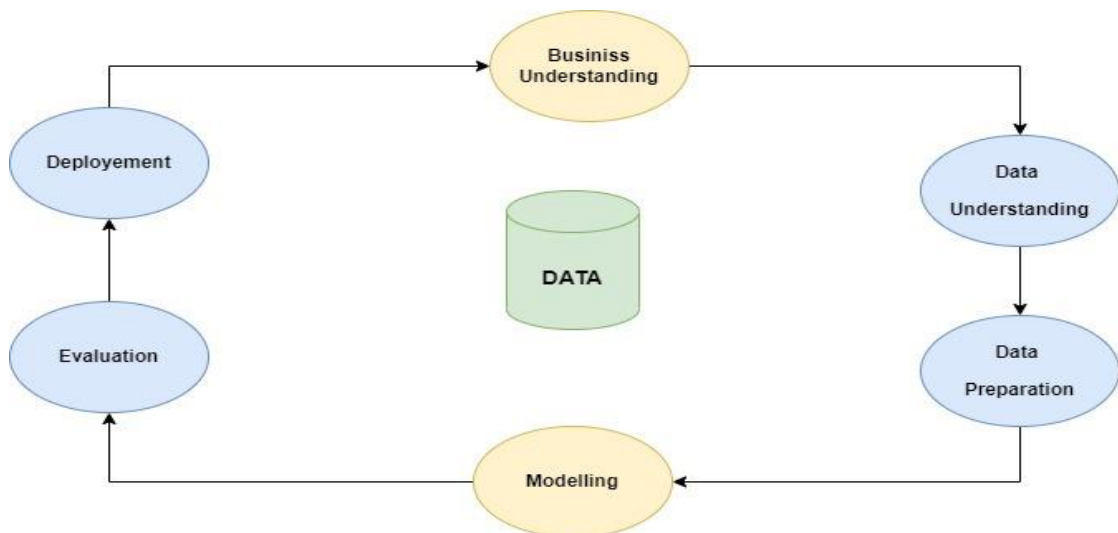 Businiss
Understanding
Deployement
Data
Understanding
DATA
Evaluation
Data
Preparation
Modelling